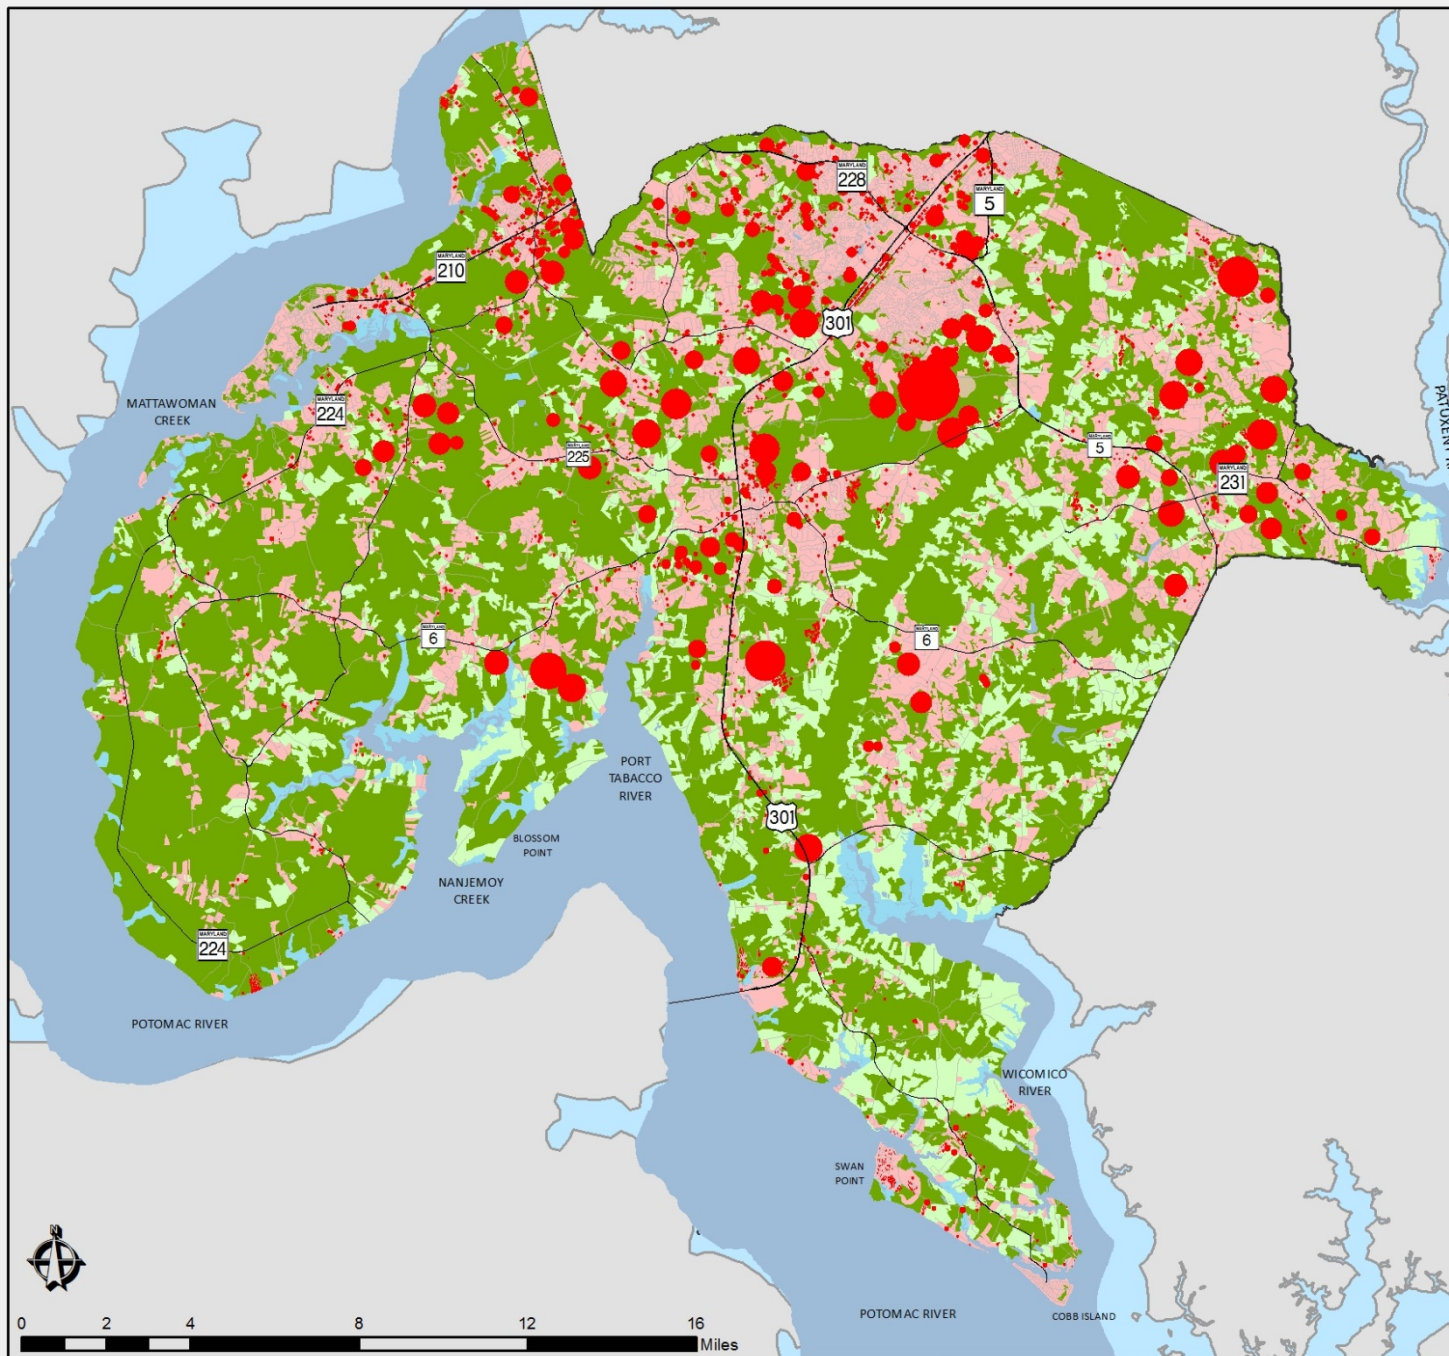 MARYLAND
228
MARYLAND
5
MARYLAND
210
301
MATTAWOMAN
CREEK
MARYLAND
224
MARYLAND
225
MARYLAND
5
MARYLAND
231
MARYLAND
6
MARYLAND
6
PORT
TABACCO
RIVER
301
BLOSSOM
POINT
NANJEMOY
CREEK
MARYLAND
224
POTOMAC RIVER
WICOMICO
RIVER
SWAN
POINT
N
POTOMAC RIVER
COBB ISLAND
0 2 4 8 12 16
Miles